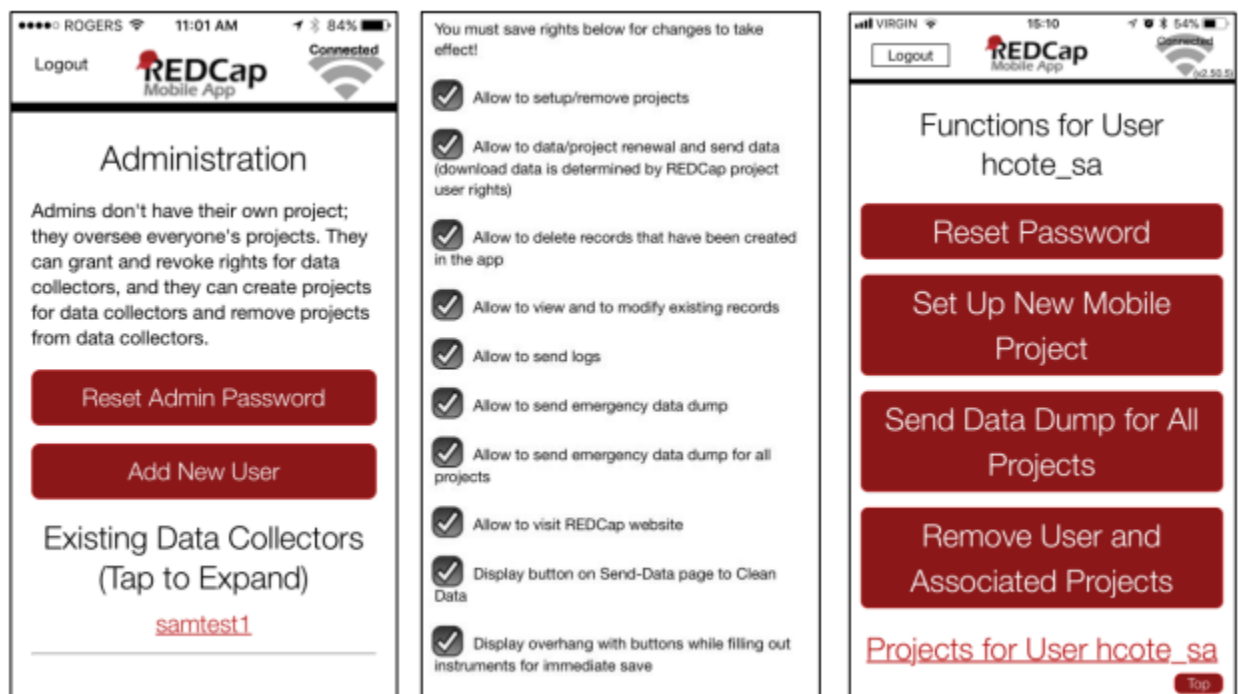 ROGERS 11:01 AM 84%
Logout
REDCap
Mobile App
Connected
Administration
Admins don't have their own project;
they oversee everyone's projects. They
can grant and revoke rights for data
collectors, and they can create projects
for data collectors and remove projects
from data collectors.
Reset Admin Password
Add New User
Existing Data Collectors
(Tap to Expand)
samtest1
You must save rights below for changes to take
effect!
Allow to setup/remove projects
Allow to data/project renewal and send data
(download data is determined by REDCap project
user rights)
Allow to delete records that have been created
in the app
Allow to view and to modify existing records
Allow to send logs
Allow to send emergency data dump
Allow to send emergency data dump for all
projects
Allow to visit REDCap website
Display button on Send-Data page to Clean
Data
Display overhang with buttons while filling out
instruments for immediate save
VIRGIN 15:10 54%
Logout
REDCap
Mobile App
Connected
(v2.50.5)
Functions for User
hcote_sa
Reset Password
Set Up New Mobile
Project
Send Data Dump for All
Projects
Remove User and
Associated Projects
Projects for User hcote_sa
Top